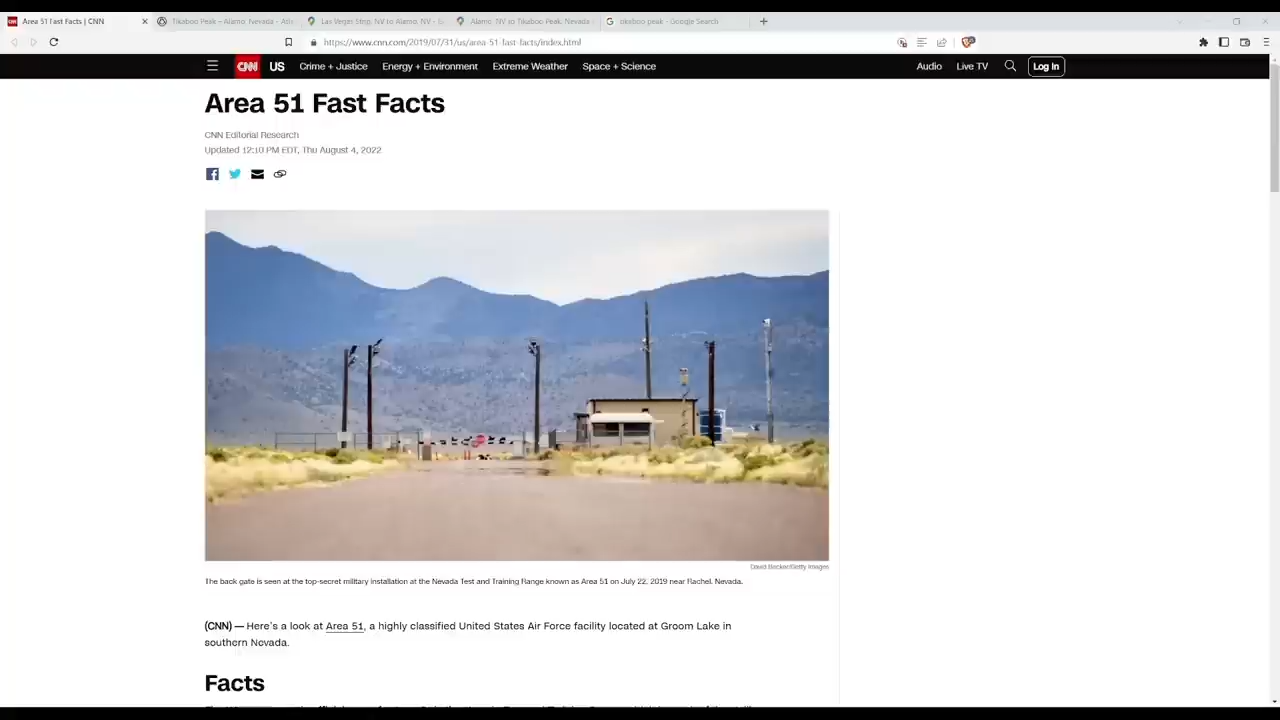 Area 51 Fast Facts | CNN
Tikaboo Peak – Alamo, Nevada - Atl
Las Vegas Strip, NV to Alamo, NV - G
Alamo, NV to Tikaboo Peak, Nevada -
tikaboo peak - Google Search
https://www.cnn.com/2019/07/31/us/area-51-fast-facts/index.html
CNN US Crime + Justice Energy + Environment Extreme Weather Space + Science Audio Live TV Log In
Area 51 Fast Facts
CNN Editorial Research
Updated 12:10 PM EDT, Thu August 4, 2022
David Becker/Getty Images
The back gate is seen at the top-secret military installation at the Nevada Test and Training Range known as Area 51 on July 22, 2019 near Rachel, Nevada.
(CNN) — Here's a look at Area 51, a highly classified United States Air Force facility located at Groom Lake in
southern Nevada.
Facts